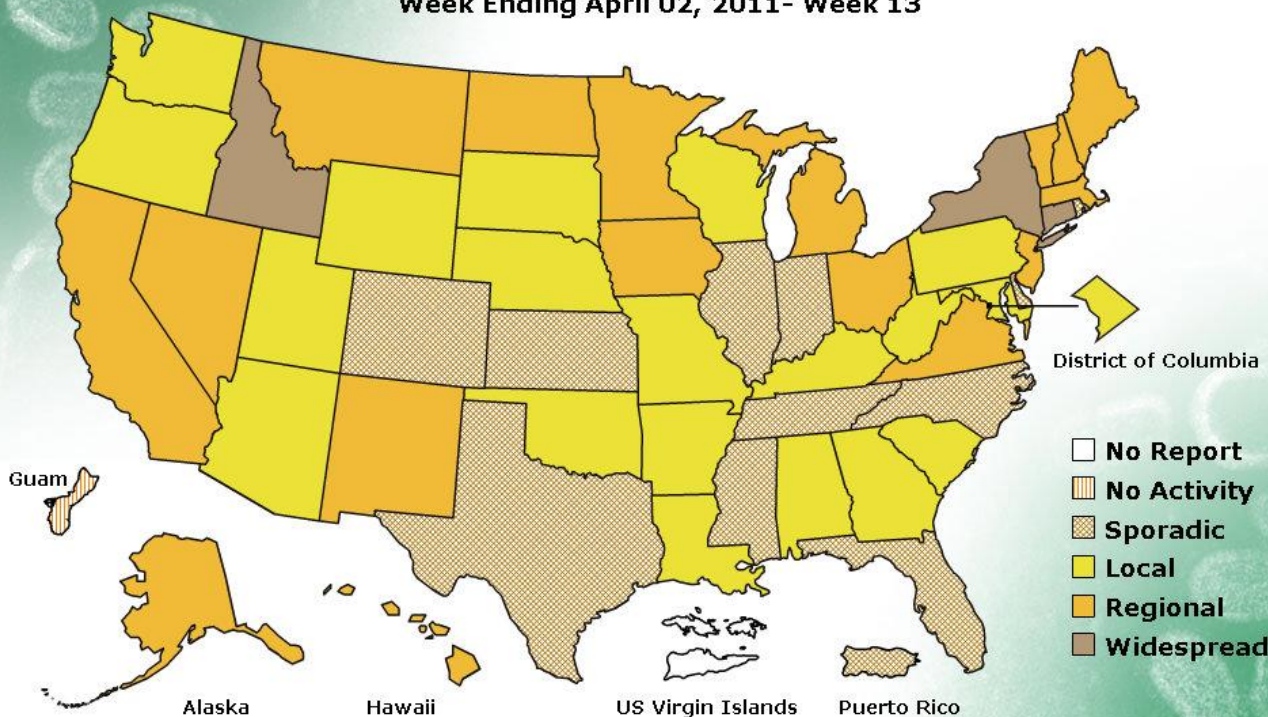 Week Ending April 02, 2011- Week 13
District of Columbia
No Report
Guam
No Activity
Sporadic
Local
Regional
Widespread
Alaska
Hawaii
US Virgin Islands
Puerto Rico